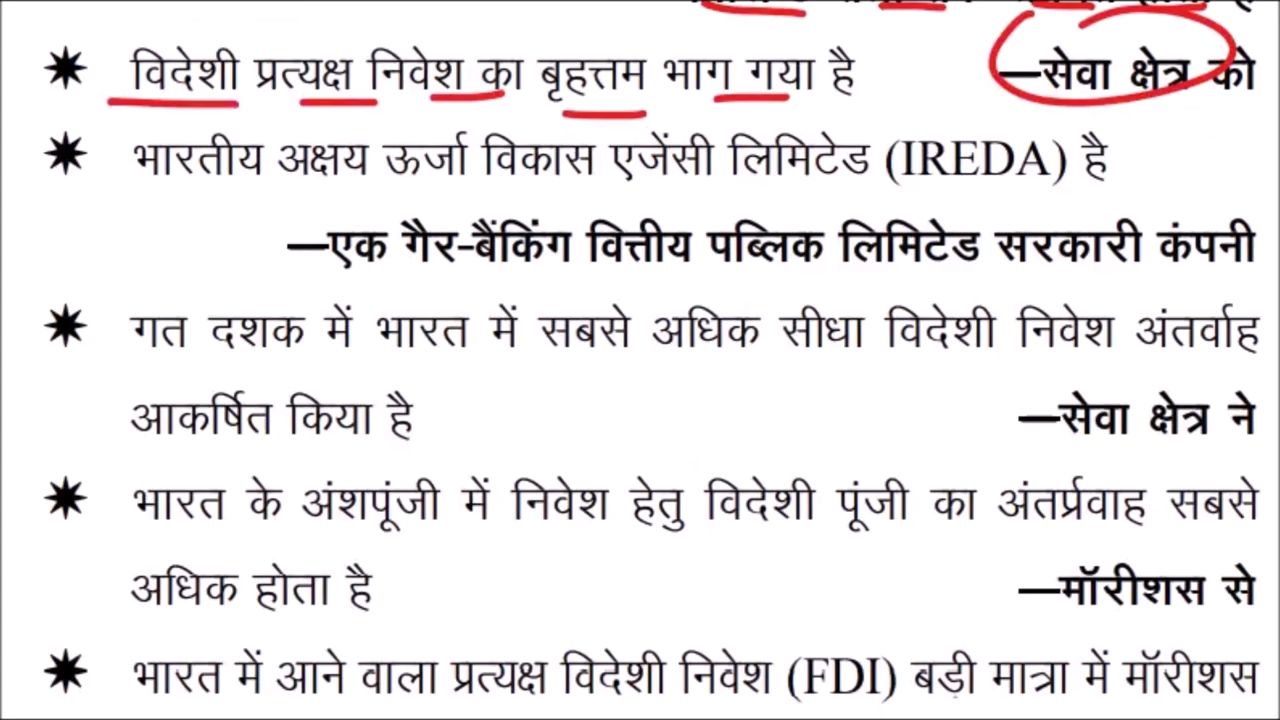 ✷ विदेशी प्रत्यक्ष निवेश का बृहत्तम भाग गया है —सेवा क्षेत्र को
✷ भारतीय अक्षय ऊर्जा विकास एजेंसी लिमिटेड (IREDA) है
—एक गैर-बैंकिंग वित्तीय पब्लिक लिमिटेड सरकारी कंपनी
✷ गत दशक में भारत में सबसे अधिक सीधा विदेशी निवेश अंतर्वाह
आकर्षित किया है —सेवा क्षेत्र ने
✷ भारत के अंशपूंजी में निवेश हेतु विदेशी पूंजी का अंतर्प्रवाह सबसे
अधिक होता है —मॉरीशस से
✷ भारत में आने वाला प्रत्यक्ष विदेशी निवेश (FDI) बड़ी मात्रा में मॉरीशस